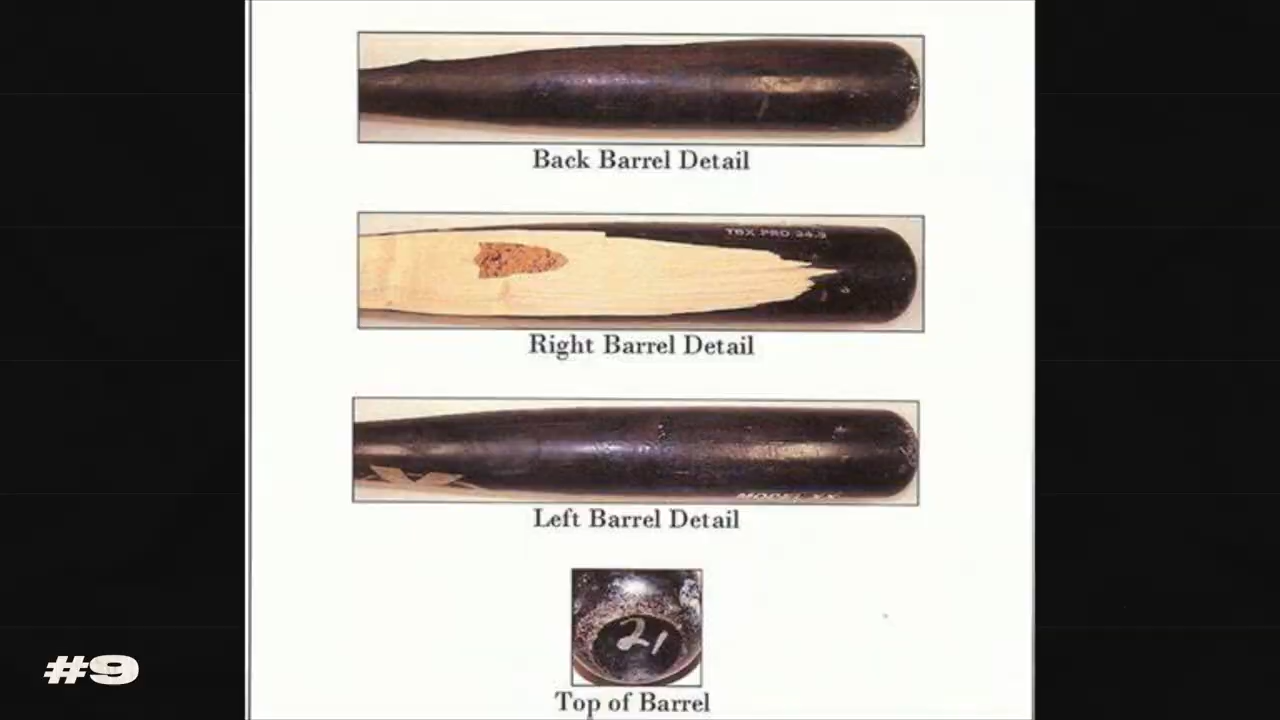 Back Barrel Detail
TBX PRO 34.5
Right Barrel Detail
Left Barrel Detail
21
Top of Barrel
#9